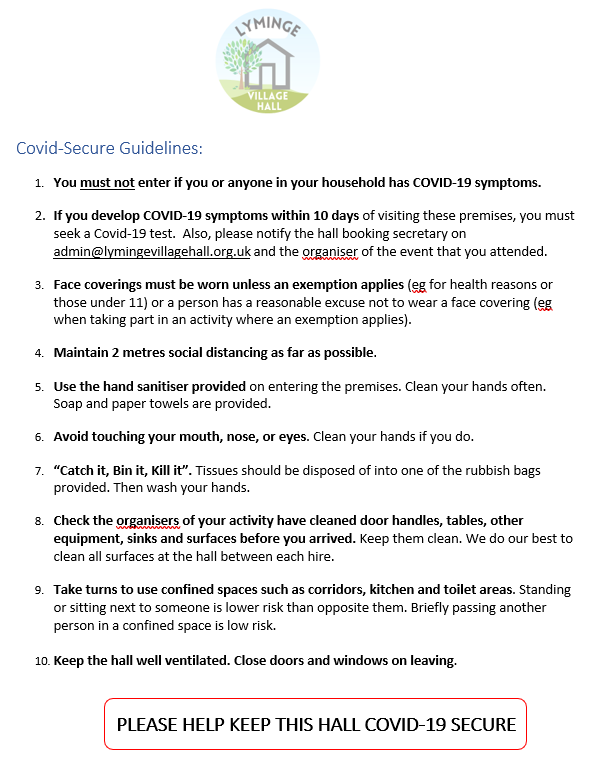 LYMINGE
VILLAGE
HALL
Covid-Secure Guidelines:
1. You must not enter if you or anyone in your household has COVID-19 symptoms.
2. If you develop COVID-19 symptoms within 10 days of visiting these premises, you must
seek a Covid-19 test. Also, please notify the hall booking secretary on
admin@lymingevillagehall.org.uk and the organiser of the event that you attended.
3. Face coverings must be worn unless an exemption applies (eg for health reasons or
those under 11) or a person has a reasonable excuse not to wear a face covering (eg
when taking part in an activity where an exemption applies).
4. Maintain 2 metres social distancing as far as possible.
5. Use the hand sanitiser provided on entering the premises. Clean your hands often.
Soap and paper towels are provided.
6. Avoid touching your mouth, nose, or eyes. Clean your hands if you do.
7. “Catch it, Bin it, Kill it”. Tissues should be disposed of into one of the rubbish bags
provided. Then wash your hands.
8. Check the organisers of your activity have cleaned door handles, tables, other
equipment, sinks and surfaces before you arrived. Keep them clean. We do our best to
clean all surfaces at the hall between each hire.
9. Take turns to use confined spaces such as corridors, kitchen and toilet areas. Standing
or sitting next to someone is lower risk than opposite them. Briefly passing another
person in a confined space is low risk.
10. Keep the hall well ventilated. Close doors and windows on leaving.
PLEASE HELP KEEP THIS HALL COVID-19 SECURE